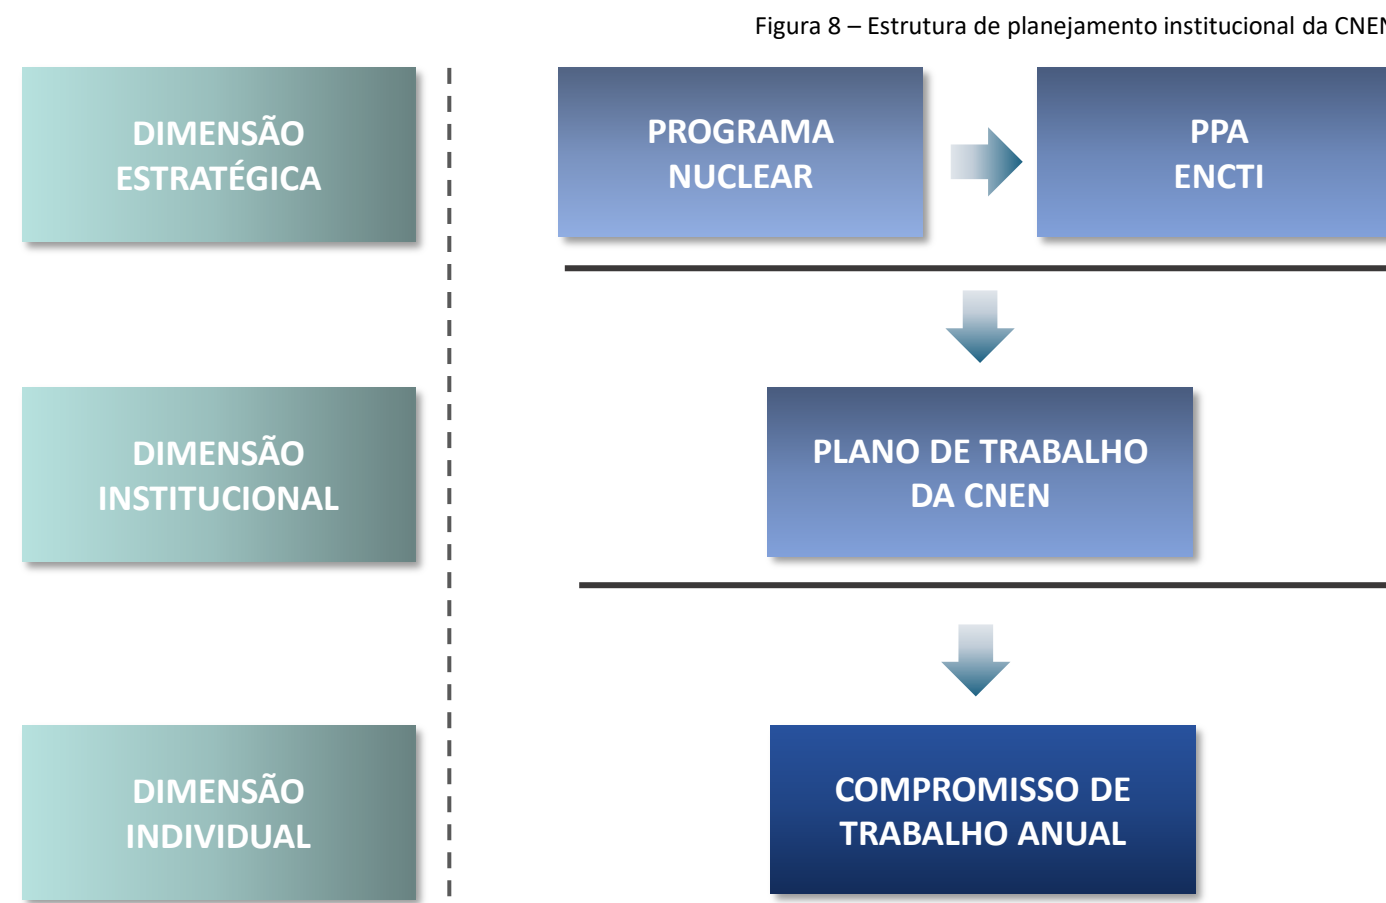 Figura 8 – Estrutura de planejamento institucional da CNEN
DIMENSÃO
ESTRATÉGICA
PROGRAMA
NUCLEAR
PPA
ENCTI
DIMENSÃO
INSTITUCIONAL
PLANO DE TRABALHO
DA CNEN
DIMENSÃO
INDIVIDUAL
COMPROMISSO DE
TRABALHO ANUAL